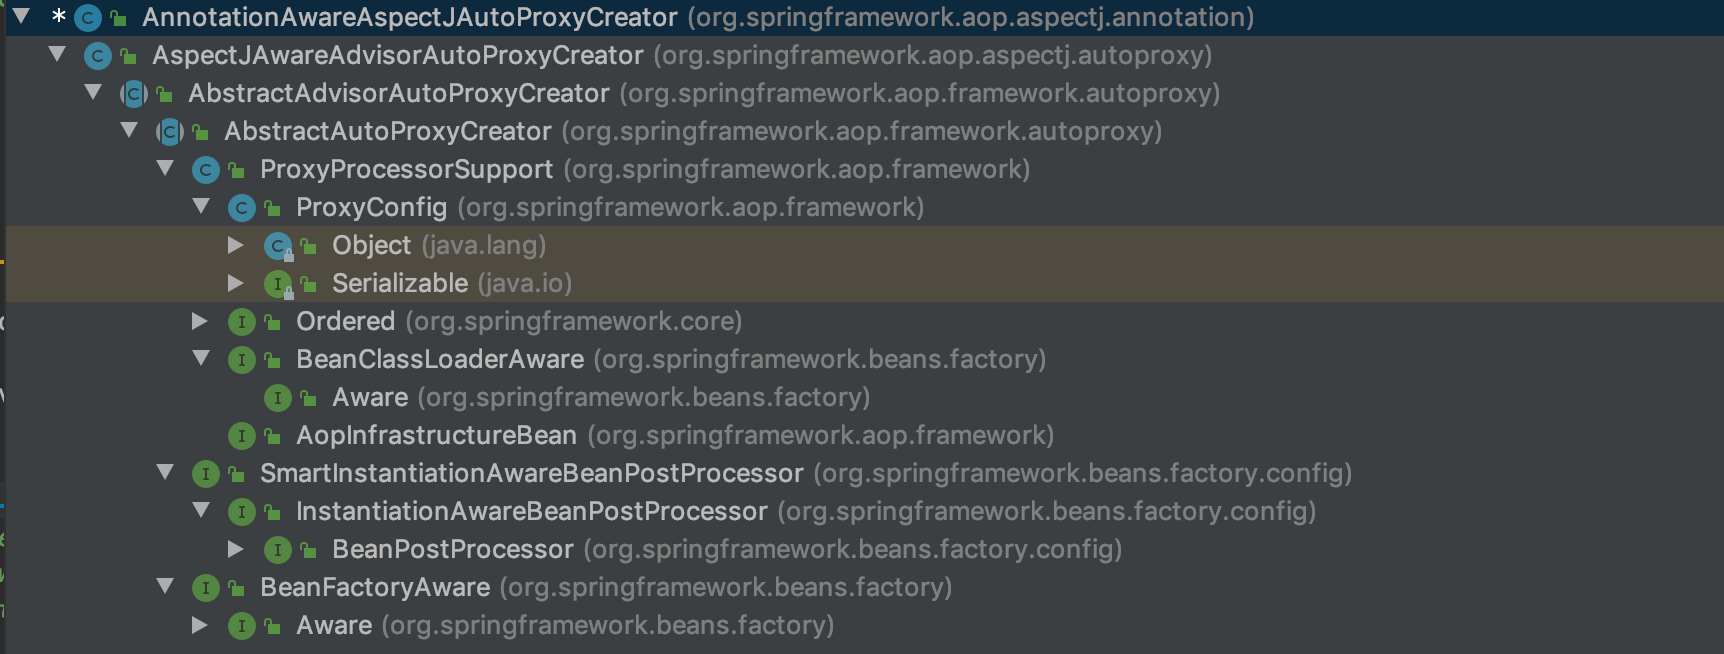 * C AnnotationAwareAspectJAutoProxyCreator (org.springframework.aop.aspectj.annotation)
C AspectJAwareAdvisorAutoProxyCreator (org.springframework.aop.aspectj.autoproxy)
C AbstractAdvisorAutoProxyCreator (org.springframework.aop.framework.autoproxy)
C AbstractAutoProxyCreator (org.springframework.aop.framework.autoproxy)
C ProxyProcessorSupport (org.springframework.aop.framework)
C ProxyConfig (org.springframework.aop.framework)
C Object (java.lang)
I Serializable (java.io)
I Ordered (org.springframework.core)
I BeanClassLoaderAware (org.springframework.beans.factory)
I Aware (org.springframework.beans.factory)
I AopInfrastructureBean (org.springframework.aop.framework)
I SmartInstantiationAwareBeanPostProcessor (org.springframework.beans.factory.config)
I InstantiationAwareBeanPostProcessor (org.springframework.beans.factory.config)
I BeanPostProcessor (org.springframework.beans.factory.config)
I BeanFactoryAware (org.springframework.beans.factory)
I Aware (org.springframework.beans.factory)